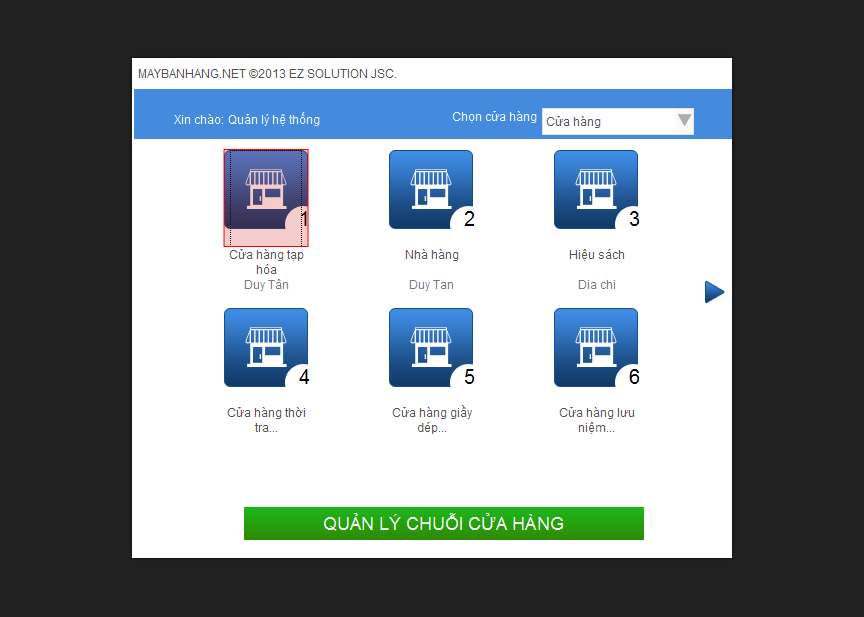 MAYBANHANG.NET ©2013 EZ SOLUTION JSC.
Xin chào: Quản lý hệ thống
Chọn cửa hàng
Cửa hàng
1
2
3
Cửa hàng tạp
hóa
Duy Tân
Nhà hàng
Duy Tan
Hiệu sách
Dia chi
4
5
6
Cửa hàng thời
tra...
Cửa hàng giầy
dép...
Cửa hàng lưu
niệm...
QUẢN LÝ CHUỖI CỬA HÀNG